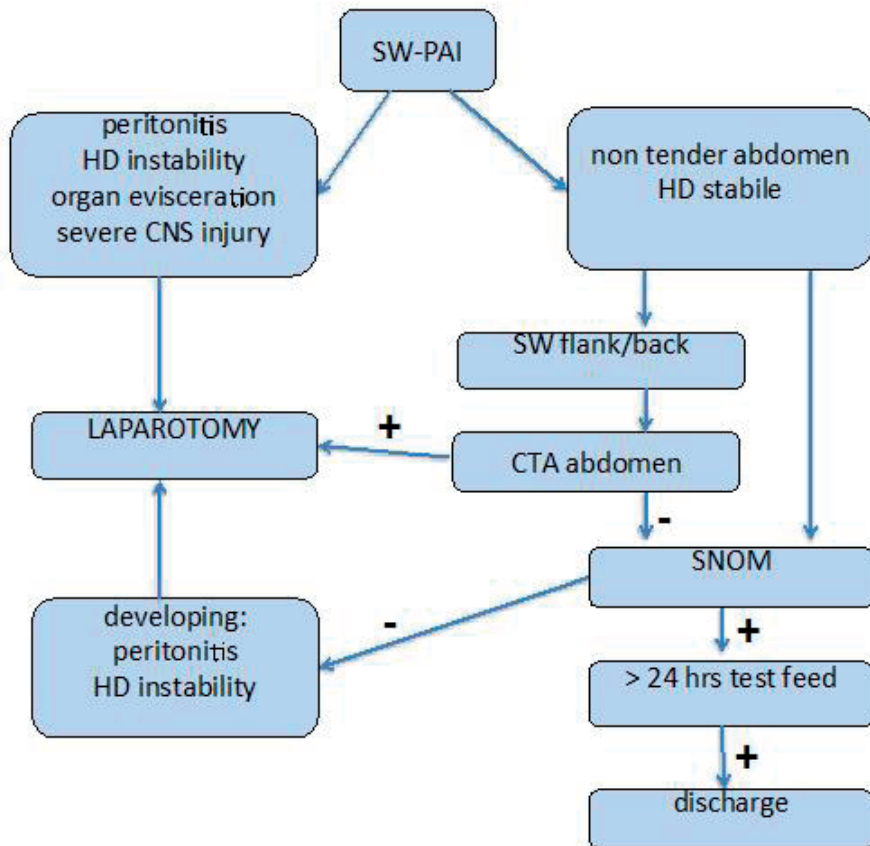 SW-PAI
peritonitis
HD instability
organ evisceration
severe CNS injury
non tender abdomen
HD stabile
SW flank/back
LAPAROTOMY
+
CTA abdomen
-
SNOM
developing:
peritonitis
HD instability
-
+
> 24 hrs test feed
+
discharge